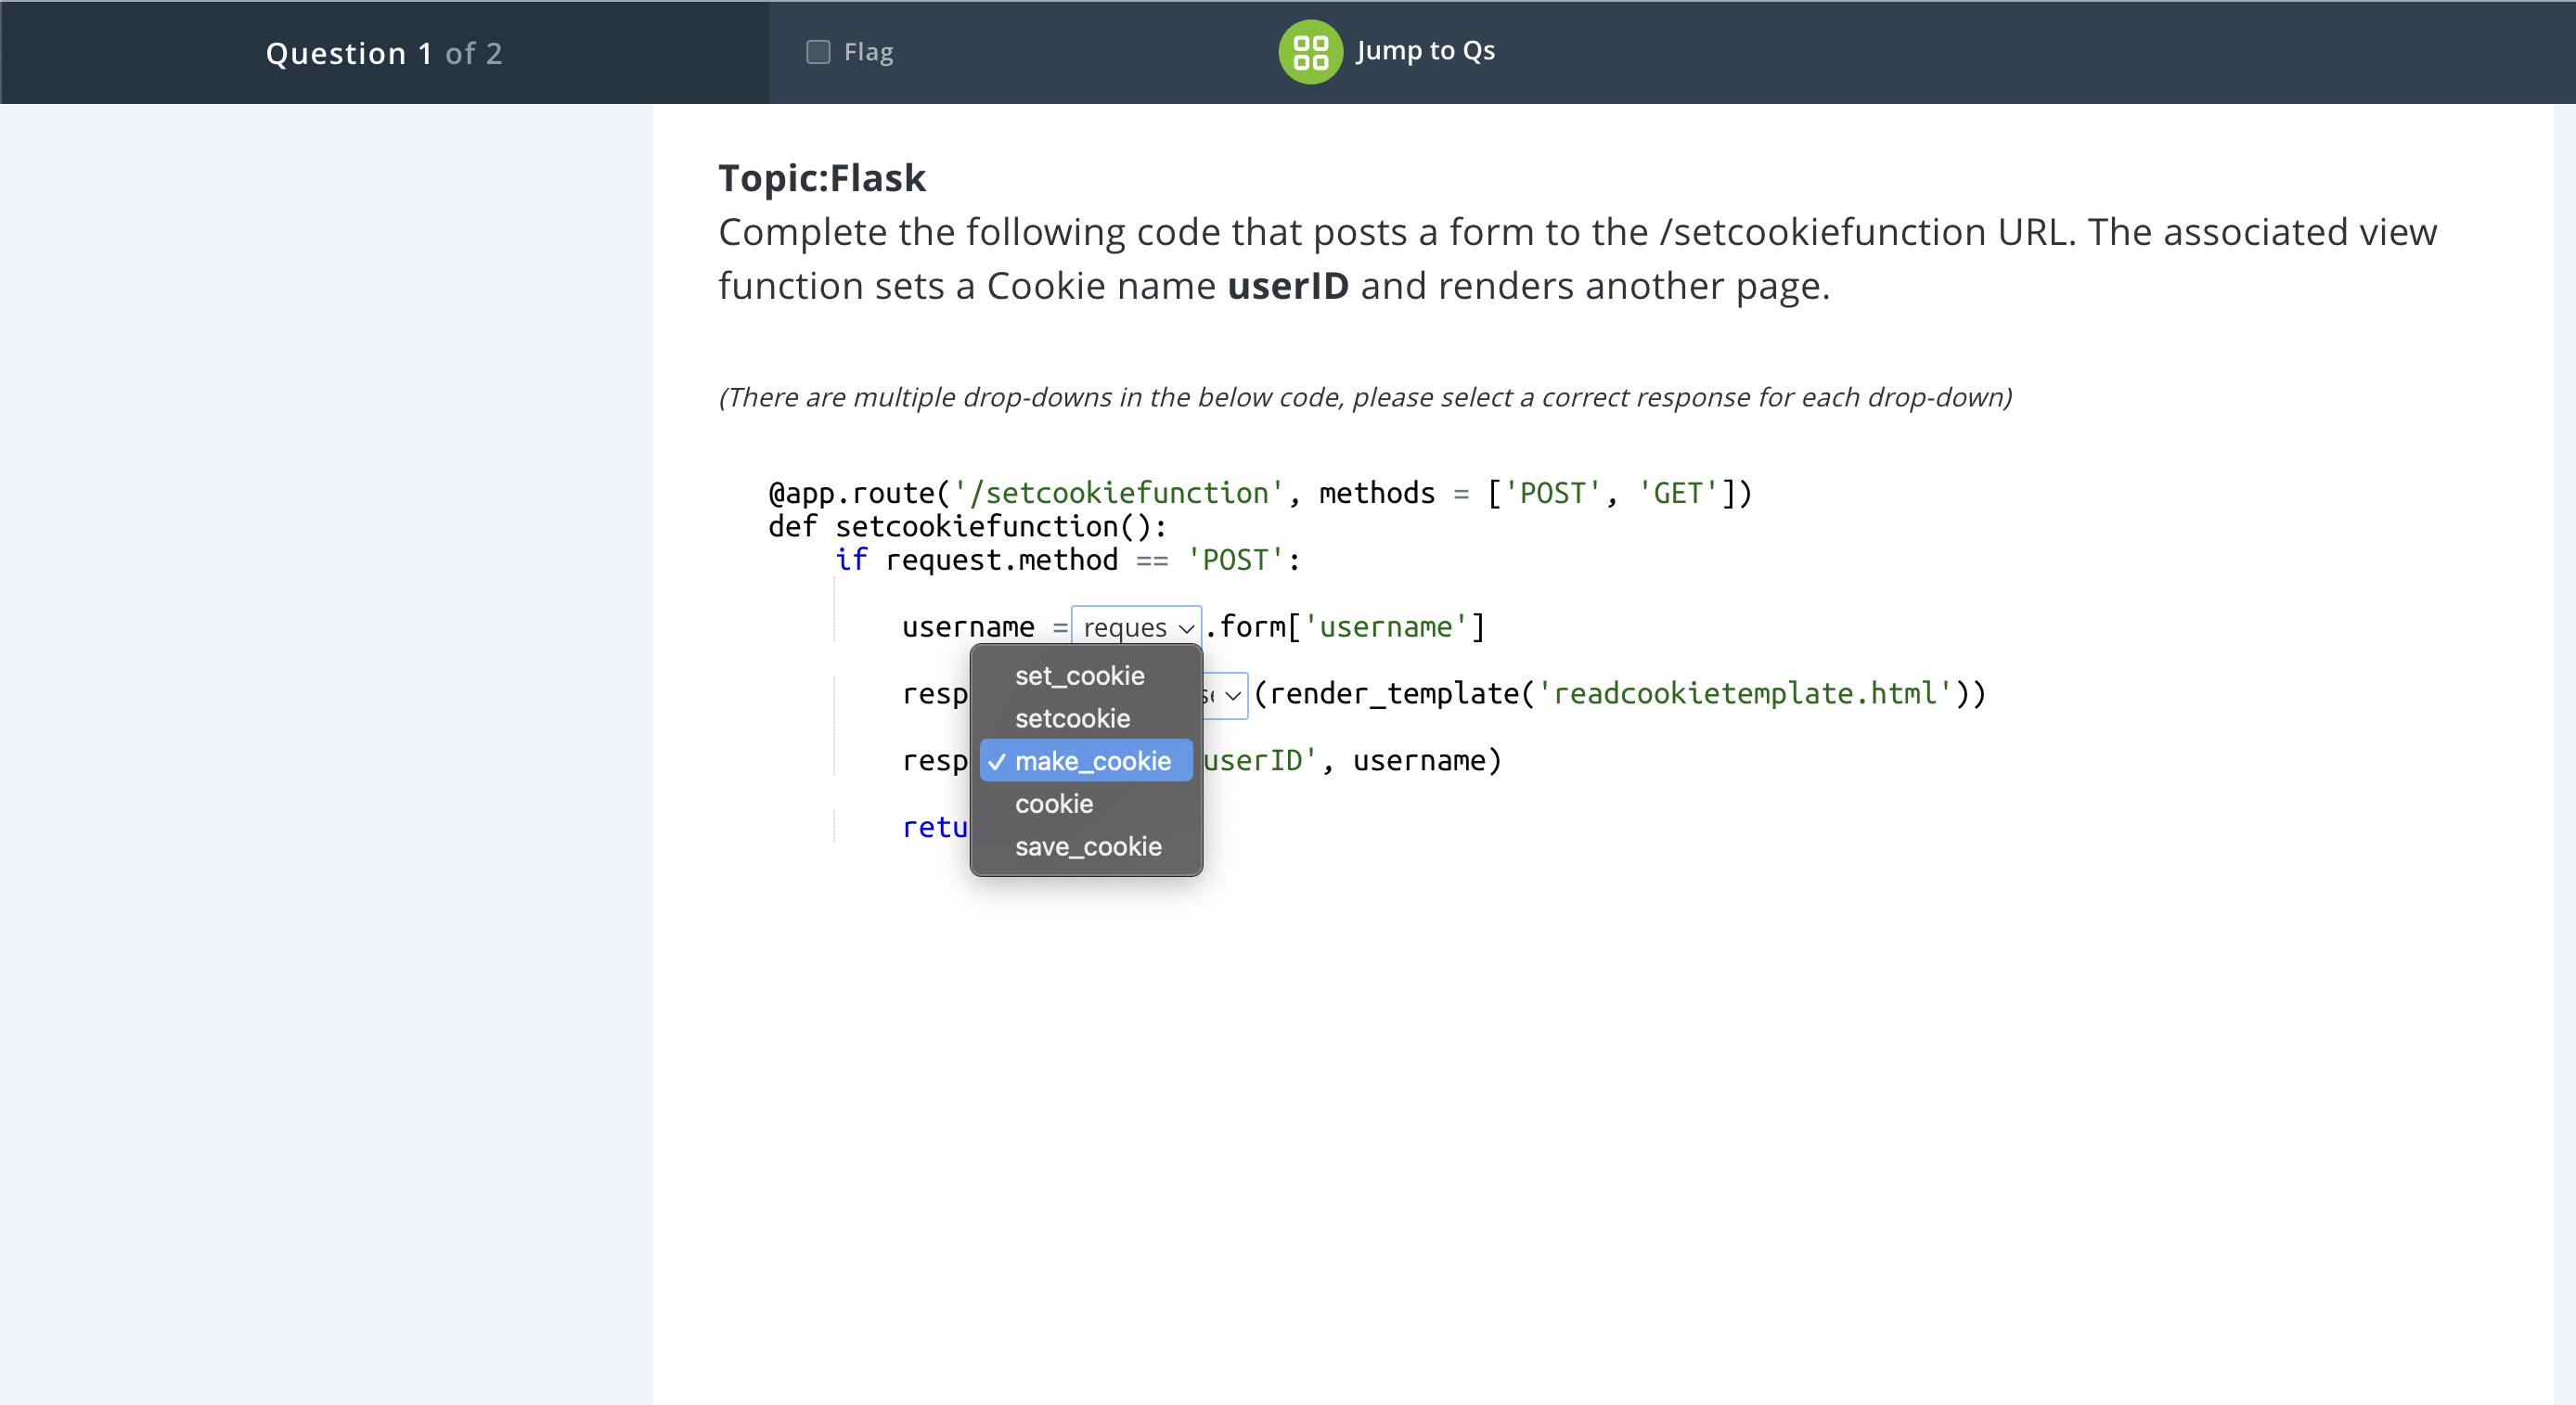 Question 1 of 2
Flag
Jump to Qs
Topic:Flask
Complete the following code that posts a form to the /setcookiefunction URL. The associated view
function sets a Cookie name userID and renders another page.
(There are multiple drop-downs in the below code, please select a correct response for each drop-down)
@app.route('/setcookiefunction', methods = ['POST', 'GET'])
def setcookiefunction():
if request.method == 'POST':
username = reques .form['username']
resp (render_template('readcookietemplate.html'))
resp userID', username)
retu
set_cookie
setcookie
make_cookie
cookie
save_cookie